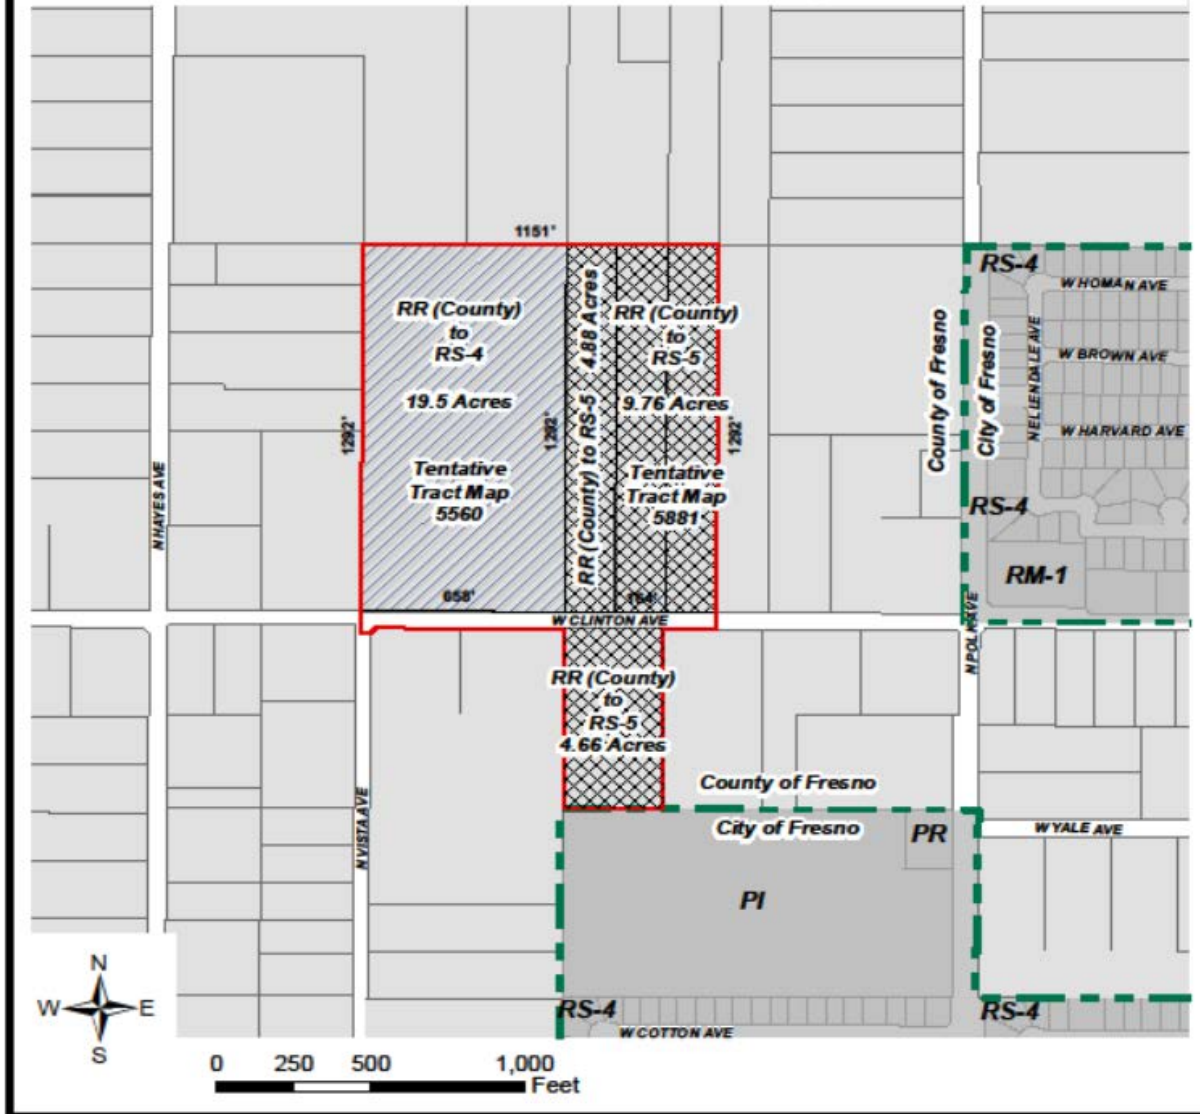 1151'
RS-4
W HOMAN AVE
RR (County)
to
RS-4
19.5 Acres
1292'
Tentative
Tract Map
5560
658'
RR (County) to RS-5 4.88 Acres
1292'
RR (County)
to
RS-5
9.76 Acres
1292'
Tentative
Tract Map
5881
164'
County of Fresno
City of Fresno
N ELLENDALE AVE
W BROWN AVE
W HARVARD AVE
RS-4
RM-1
N HAYES AVE
W CLINTON AVE
N POLK AVE
RR (County)
to
RS-5
4.66 Acres
County of Fresno
City of Fresno
PR
W YALE AVE
N VISTA AVE
PI
RS-4
RS-4
W COTTON AVE
N
W E
S
0 250 500 1,000
Feet